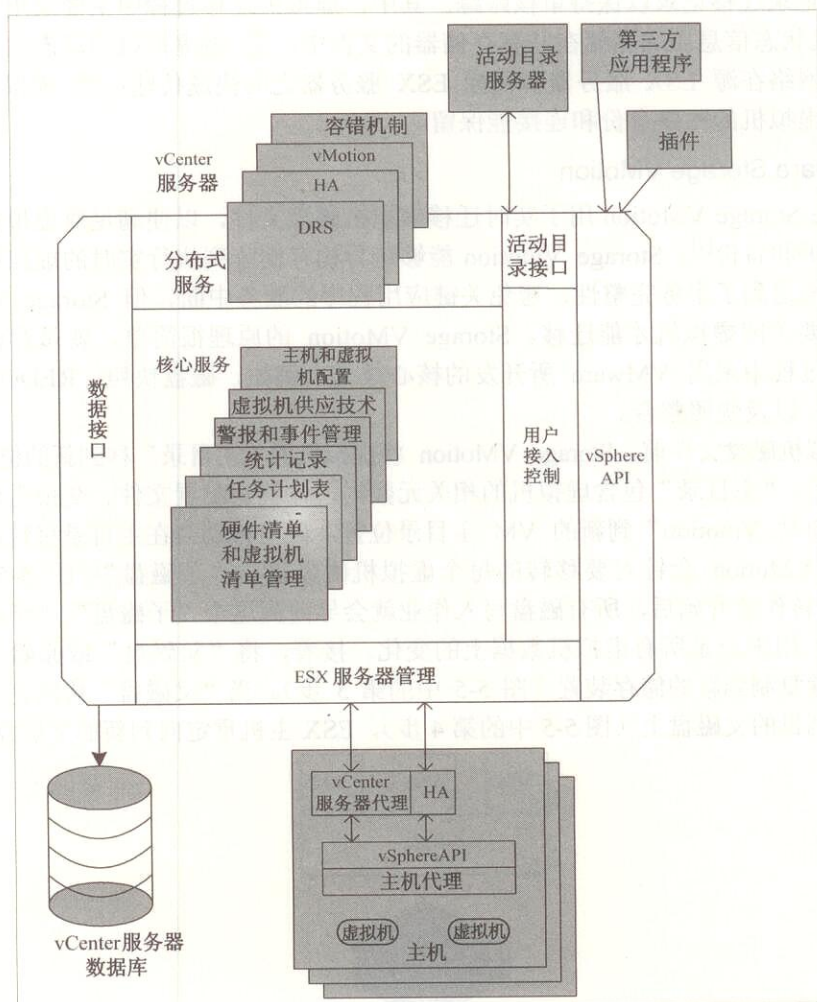 活动目录
服务器
第三方
应用程序
插件
容错机制
vMotion
HA
DRS
vCenter
服务器
分布式
服务
活动目
录接口
数据接口
核心服务
主机和虚拟
机配置
虚拟机供应技术
警报和事件管理
统计记录
任务计划表
硬件清单
和虚拟机
清单管理
用户
接入
控制
vSphere
API
ESX 服务器管理
vCenter
服务器代理
HA
vSphereAPI
主机代理
虚拟机
虚拟机
主机
vCenter服务器
数据库